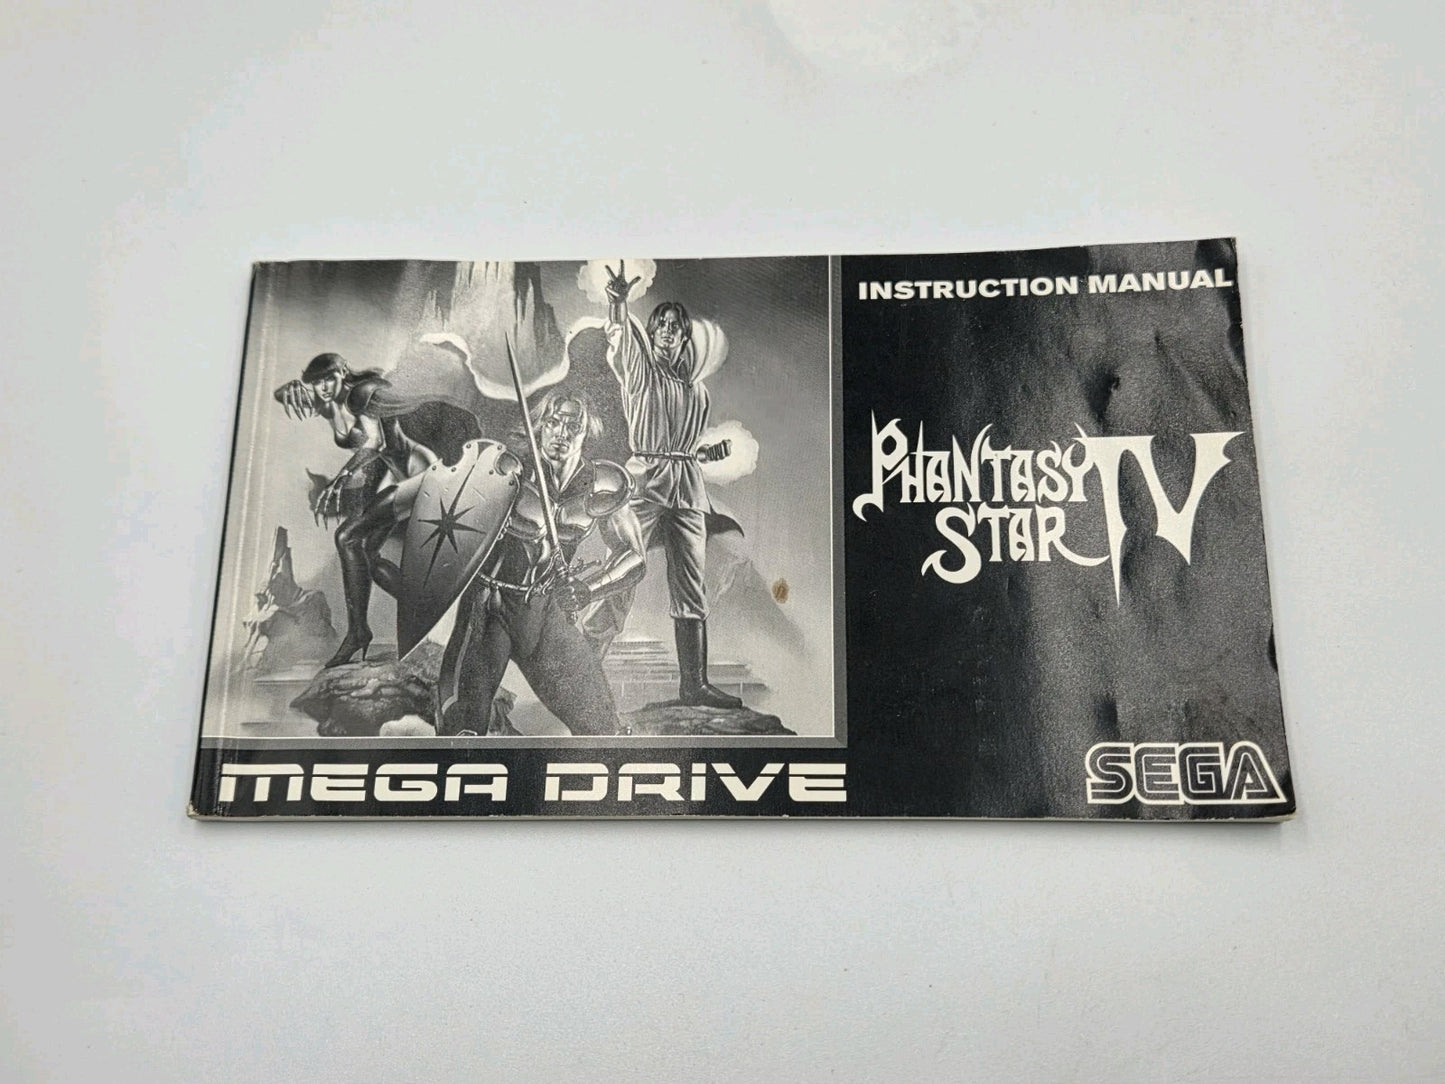 INSTRUCTION MANUAL
PHANTASY
STAR IV
MEGA DRiVE
SEGA